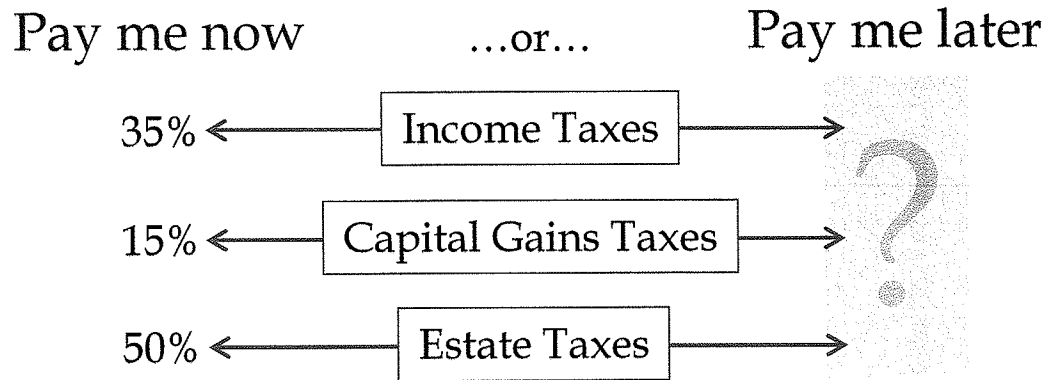 Pay me now ...or... Pay me later
35% Income Taxes
15% Capital Gains Taxes ?
50% Estate Taxes